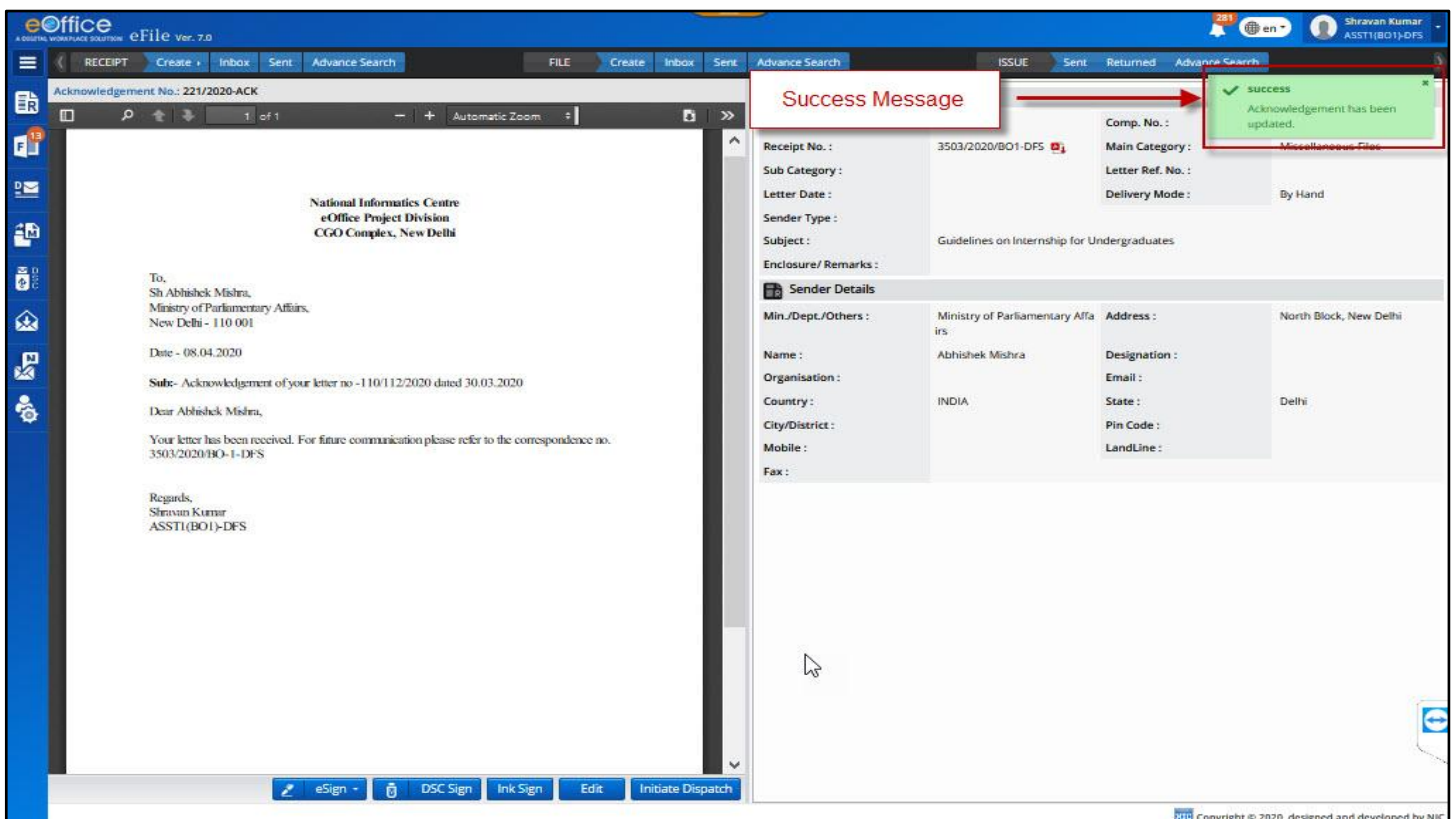 eOffice
A DIGITAL WORKPLACE SOLUTION eFile Ver. 7.0
281 en Shravan Kumar
ASST1(BO1)-DFS
RECEIPT Create Inbox Sent Advance Search FILE Create Inbox Sent Advance Search ISSUE Sent Returned Advance Search
Acknowledgement No.: 221/2020-ACK
1 of 1 Automatic Zoom
Success Message
success
Acknowledgement has been
updated.
13
National Informatics Centre
eOffice Project Division
CGO Complex, New Delhi
To,
Sh Abhishek Mishra,
Ministry of Parliamentary Affairs,
New Delhi - 110 001
Date - 08.04.2020
Sub:- Acknowledgement of your letter no -110/112/2020 dated 30.03.2020
Dear Abhishek Mishra,
Your letter has been received. For future communication please refer to the correspondence no.
3503/2020/BO-1-DFS
Regards,
Shravan Kumar
ASST1(BO1)-DFS
eSign DSC Sign Ink Sign Edit Initiate Dispatch
Comp. No. :
Receipt No. : 3503/2020/BO1-DFS Main Category : Miscellaneous Files
Sub Category : Letter Ref. No. :
Letter Date : Delivery Mode : By Hand
Sender Type :
Subject : Guidelines on Internship for Undergraduates
Enclosure/ Remarks :
Sender Details
Min./Dept./Others : Ministry of Parliamentary Affa Address : North Block, New Delhi
irs
Name : Abhishek Mishra Designation :
Organisation : Email :
Country : INDIA State : Delhi
City/District : Pin Code :
Mobile : LandLine :
Fax :
Copyright © 2020, designed and developed by NIC